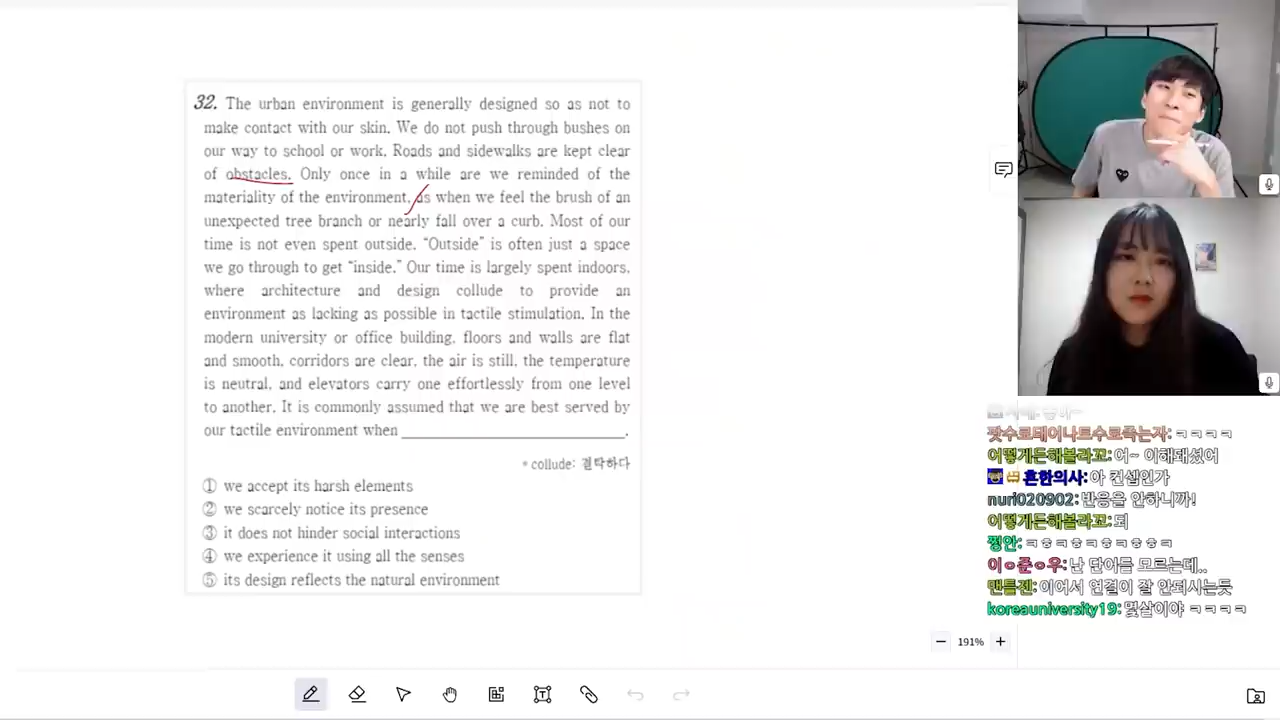 32. The urban environment is generally designed so as not to
make contact with our skin. We do not push through bushes on
our way to school or work. Roads and sidewalks are kept clear
of obstacles. Only once in a while are we reminded of the
materiality of the environment, as when we feel the brush of an
unexpected tree branch or nearly fall over a curb. Most of our
time is not even spent outside. “Outside” is often just a space
we go through to get “inside.” Our time is largely spent indoors,
where architecture and design collude to provide an
environment as lacking as possible in tactile stimulation. In the
modern university or office building, floors and walls are flat
and smooth, corridors are clear, the air is still, the temperature
is neutral, and elevators carry one effortlessly from one level
to another. It is commonly assumed that we are best served by
our tactile environment when ____________________.
* collude: 결탁하다
① we accept its harsh elements
② we scarcely notice its presence
③ it does not hinder social interactions
④ we experience it using all the senses
⑤ its design reflects the natural environment
팟수로태어나트수로죽는자: ㅋㅋㅋㅋ
어떻게든해볼라꼬: 어~ 이해돼셨어
흔한의사: 아 컨셉인가
nuri020902: 반응을 안하니까!
어떻게든해볼라꼬: 되
쩡안: ㅋㅎㅋㅎㅋㅎㅋㅎㅋ
이ㅇ준ㅇ우: 난 단어를 모르는데..
맨틀젠: 이어서 연결이 잘 안되시는듯
koreauniversity19: 몇살이야 ㅋㅋㅋㅋ
191%